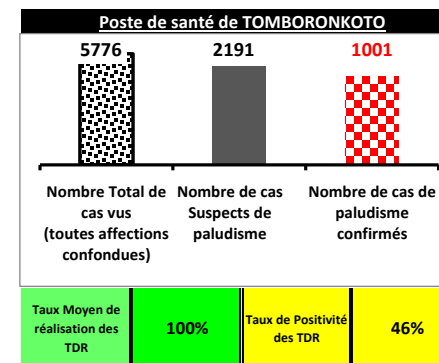 Poste de santé de TOMBORONKOTO
5776 2191 1001
Nombre Total de cas vus (toutes affections confondues)
Nombre de cas Suspects de paludisme
Nombre de cas de paludisme confirmés
Taux Moyen de réalisation des TDR
100%
Taux de Positivité des TDR
46%